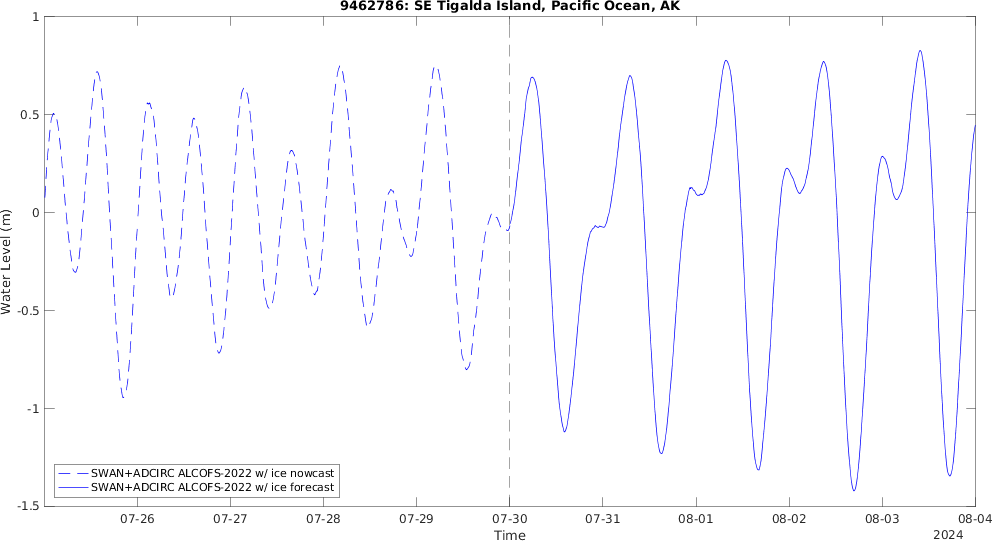 9462786: SE Tigalda Island, Pacific Ocean, AK
1
0.5
0
-0.5
-1
-1.5
Water Level (m)
SWAN+ADCIRC ALCOFS-2022 w/ ice nowcast
SWAN+ADCIRC ALCOFS-2022 w/ ice forecast
07-26 07-27 07-28 07-29 07-30 07-31 08-01 08-02 08-03 08-04
Time
2024